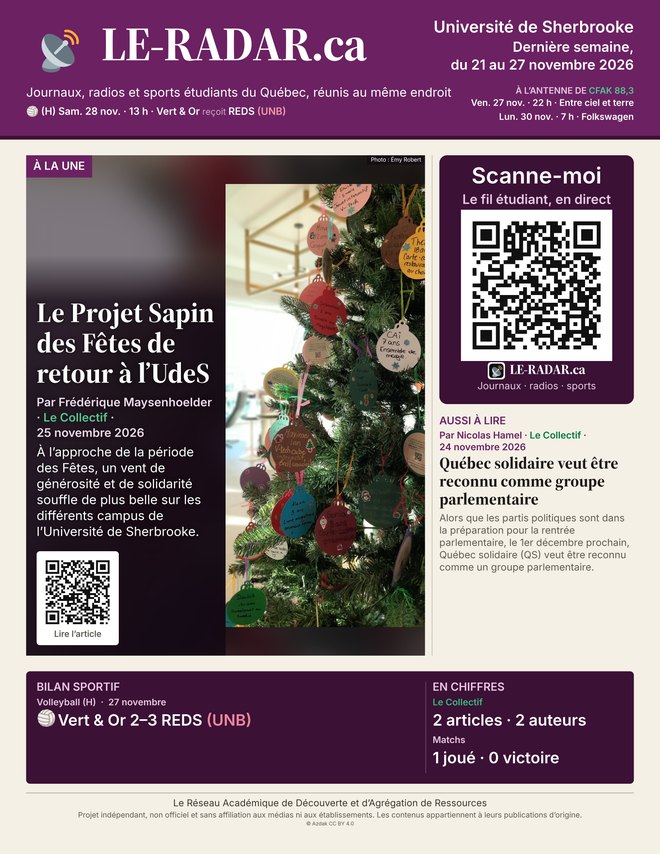 LE-RADAR.ca
Journaux, radios et sports étudiants du Québec, réunis au même endroit
(H) Sam. 28 nov. · 13 h · Vert & Or reçoit REDS (UNB)
Université de Sherbrooke
Dernière semaine,
du 21 au 27 novembre 2026
À L'ANTENNE DE CFAK 88,3
Ven. 27 nov. · 22 h · Entre ciel et terre
Lun. 30 nov. · 7 h · Folkswagen
À LA UNE
Photo : Émy Robert
Le Projet Sapin
des Fêtes de
retour à l'UdeS
Par Frédérique Maysenhoelder
· Le Collectif ·
25 novembre 2026
À l'approche de la période
des Fêtes, un vent de
générosité et de solidarité
souffle de plus belle sur les
différents campus de
l'Université de Sherbrooke.
Lire l'article
CAÏ
7 ans
Ensemble de
Scanne-moi
Le fil étudiant, en direct
LE-RADAR.ca
Journaux · radios · sports
AUSSI À LIRE
Par Nicolas Hamel · Le Collectif ·
24 novembre 2026
Québec solidaire veut être
reconnu comme groupe
parlementaire
Alors que les partis politiques sont dans
la préparation pour la rentrée
parlementaire, le 1er décembre prochain,
Québec solidaire (QS) veut être reconnu
comme un groupe parlementaire.
BILAN SPORTIF
Volleyball (H) · 27 novembre
Vert & Or 2–3 REDS (UNB)
EN CHIFFRES
Le Collectif
2 articles · 2 auteurs
Matchs
1 joué · 0 victoire
Le Réseau Académique de Découverte et d'Agrégation de Ressources
Projet indépendant, non officiel et sans affiliation aux médias ni aux établissements. Les contenus appartiennent à leurs publications d'origine.
© Azdak CC BY 4.0